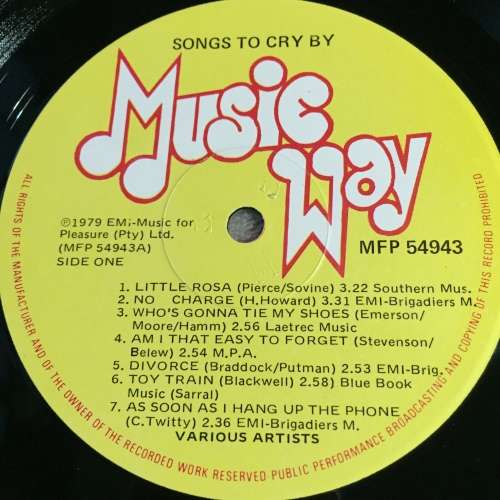 SONGS TO CRY BY
Music
Way
℗1979 EMI-Music for
Pleasure (Pty) Ltd.
(MFP 54943A)
SIDE ONE
MFP 54943
1. LITTLE ROSA (Pierce/Sovine) 3.22 Southern Mus.
2. NO CHARGE (H.Howard) 3.31 EMI-Brigadiers M.
3. WHO'S GONNA TIE MY SHOES (Emerson/
Moore/Hamm) 2.56 Laetrec Music
4. AM I THAT EASY TO FORGET (Stevenson/
Belew) 2.54 M.P.A.
5. DIVORCE (Braddock/Putman) 2.53 EMI-Brig.
6. TOY TRAIN (Blackwell) 2.58) Blue Book
Music (Sarral)
7. AS SOON AS I HANG UP THE PHONE
(C.Twitty) 2.36 EMI-Brigadiers M.
VARIOUS ARTISTS
ALL RIGHTS OF THE MANUFACTURER AND OF THE OWNER OF THE RECORDED WORK RESERVED PUBLIC PERFORMANCE BROADCASTING AND COPYING OF THIS RECORD PROHIBITED